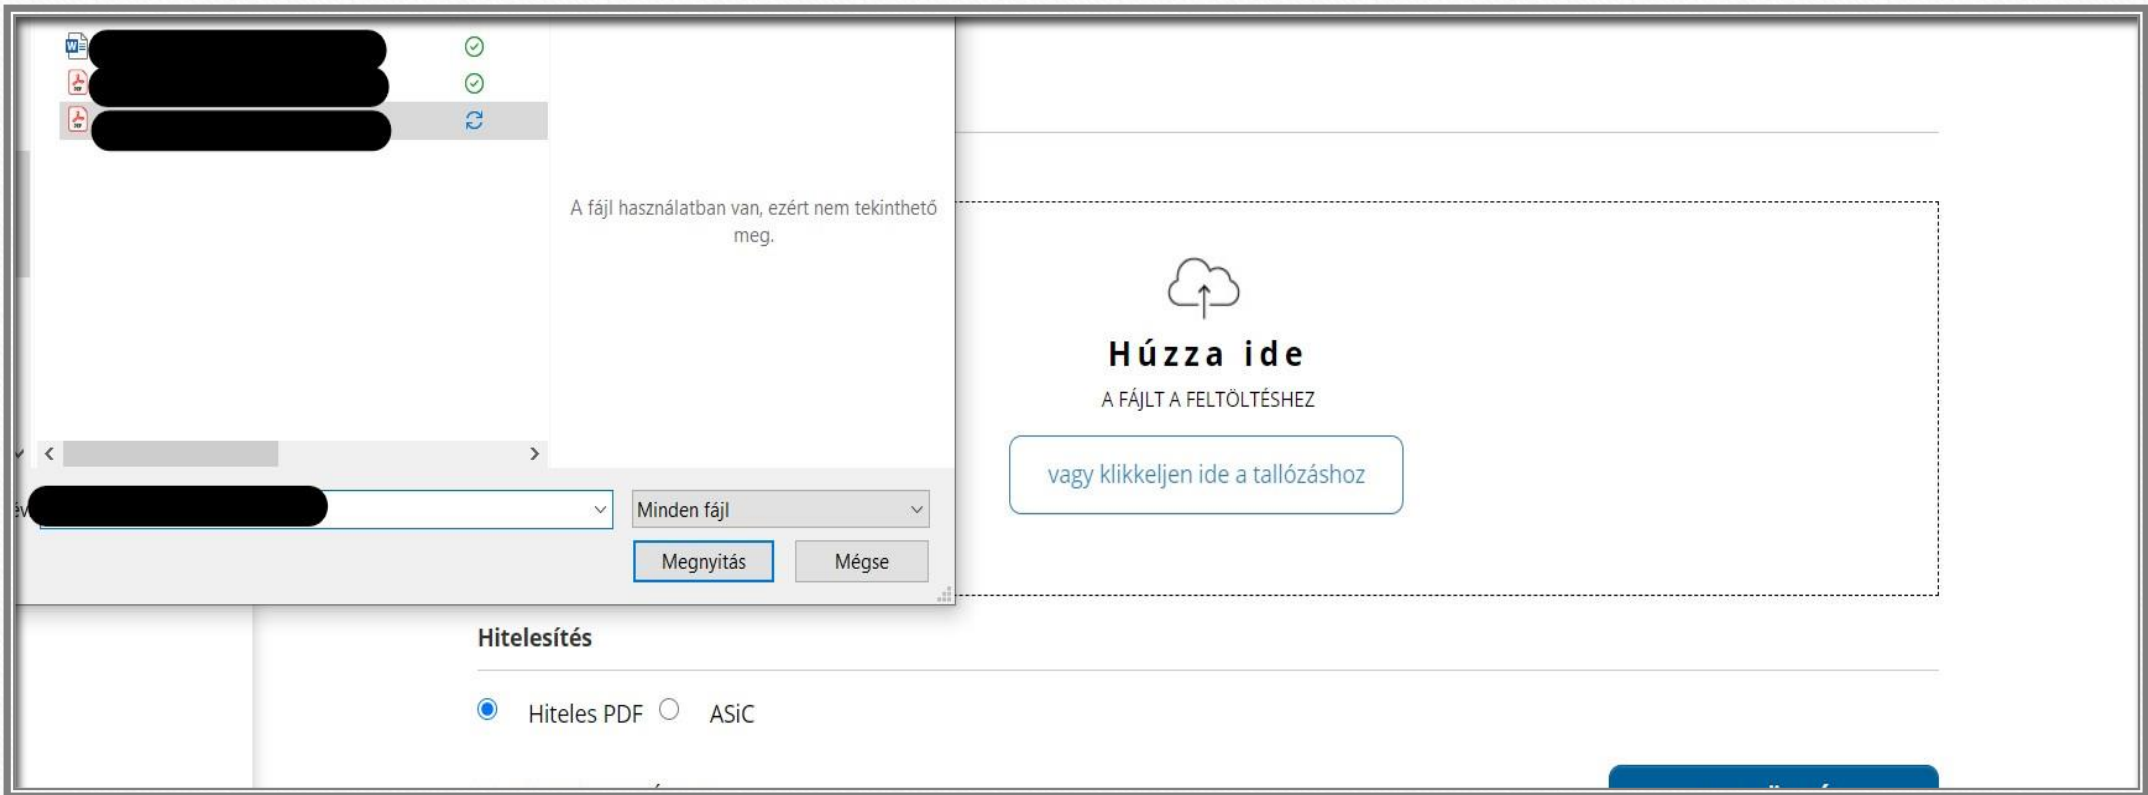 A fájl használatban van, ezért nem tekinthető
meg.
Minden fájl
Megnyitás
Mégse
Húzza ide
A FÁJLT A FELTÖLTÉSHEZ
vagy klikkeljen ide a tallózáshoz
Hitelesítés
Hiteles PDF
ASiC